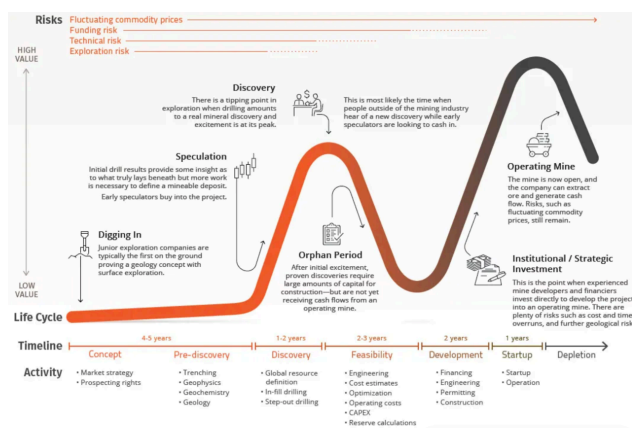 Risks
Fluctuating commodity prices
Funding risk
Technical risk
Exploration risk
HIGH
VALUE
LOW
VALUE
Discovery
There is a tipping point in
exploration when drilling amounts
to a real mineral discovery and
excitement is at its peak.
$
This is most likely the time when
people outside of the mining industry
hear of a new discovery while early
speculators are looking to cash in.
Speculation
Initial drill results provide some insight as
to what truly lays beneath but more work
is necessary to define a mineable deposit.
Early speculators buy into the project.
Digging In
Junior exploration companies are
typically the first on the ground
proving a geology concept with
surface exploration.
Orphan Period
After initial excitement,
proven discoveries require
large amounts of capital for
construction—but are not yet
receiving cash flows from an
operating mine.
Operating Mine
The mine is now open, and
the company can extract
ore and generate cash
flow. Risks, such as
fluctuating commodity
prices, still remain.
Institutional / Strategic
Investment
This is the point when experienced
mine developers and financiers
invest directly to develop the project
into an operating mine. There are
plenty of risks such as cost and time
overruns, and further geological risk
Life Cycle
Timeline
4-5 years
1-2 years
2-3 years
2 years
1 years
Concept
Pre-discovery
Discovery
Feasibility
Development
Startup
Depletion
Activity
• Market strategy
• Prospecting rights
• Trenching
• Geophysics
• Geochemistry
• Geology
• Global resource
definition
• In-fill drilling
• Step-out drilling
• Engineering
• Cost estimates
• Optimization
• Operating costs
• CAPEX
• Reserve calculations
• Financing
• Engineering
• Permitting
• Construction
• Startup
• Operation